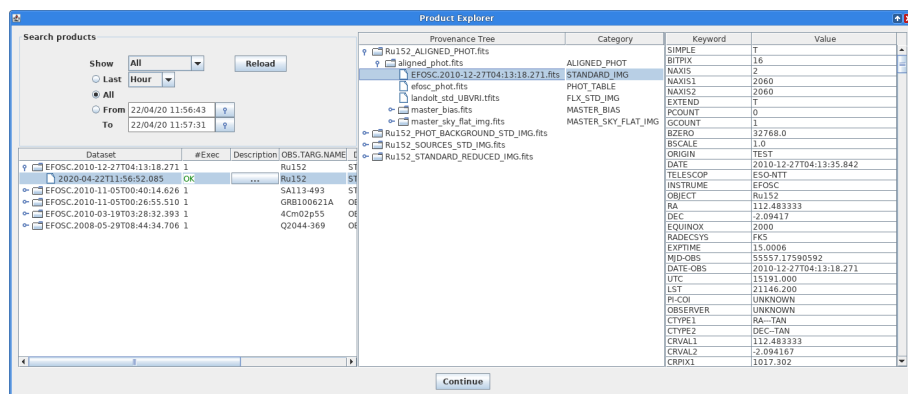 Product Explorer
Search products
Show All Reload
Last Hour
All
From 22/04/20 11:56:43
To 22/04/20 11:57:31
Dataset #Exec Description OBS.TARG.NAME
EFOSC.2010-12-27T04:13:18.271 1 Ru152 ST
2020-04-22T11:56:52.085 OK ... Ru152 ST
EFOSC.2010-11-05T00:40:14.626 1 SA113-493 ST
EFOSC.2010-11-05T00:26:55.510 1 GRB100621A OB
EFOSC.2010-03-19T03:28:32.393 1 4Cm02p55 OB
EFOSC.2008-05-29T08:44:34.706 1 Q2044-369 OB
Provenance Tree Category
Ru152_ALIGNED_PHOT.fits
aligned_phot.fits ALIGNED_PHOT
EFOSC.2010-12-27T04:13:18.271.fits STANDARD_IMG
efosc_phot.fits PHOT_TABLE
landolt_std_UBVRI.tfits FLX_STD_IMG
master_bias.fits MASTER_BIAS
master_sky_flat_img.fits MASTER_SKY_FLAT_IMG
Ru152_PHOT_BACKGROUND_STD_IMG.fits
Ru152_SOURCES_STD_IMG.fits
Ru152_STANDARD_REDUCED_IMG.fits
Keyword Value
SIMPLE T
BITPIX 16
NAXIS 2
NAXIS1 2060
NAXIS2 2060
EXTEND T
PCOUNT 0
GCOUNT 1
BZERO 32768.0
BSCALE 1.0
ORIGIN TEST
DATE 2010-12-27T04:13:35.842
TELESCOP ESO-NTT
INSTRUME EFOSC
OBJECT Ru152
RA 112.483333
DEC -2.09417
EQUINOX 2000
RADECSYS FK5
EXPTIME 15.0006
MJD-OBS 55557.17590592
DATE-OBS 2010-12-27T04:13:18.271
UTC 15191.000
LST 21146.200
PI-COI UNKNOWN
OBSERVER UNKNOWN
CTYPE1 RA---TAN
CTYPE2 DEC--TAN
CRVAL1 112.483333
CRVAL2 -2.094167
CRPIX1 1017.302
Continue